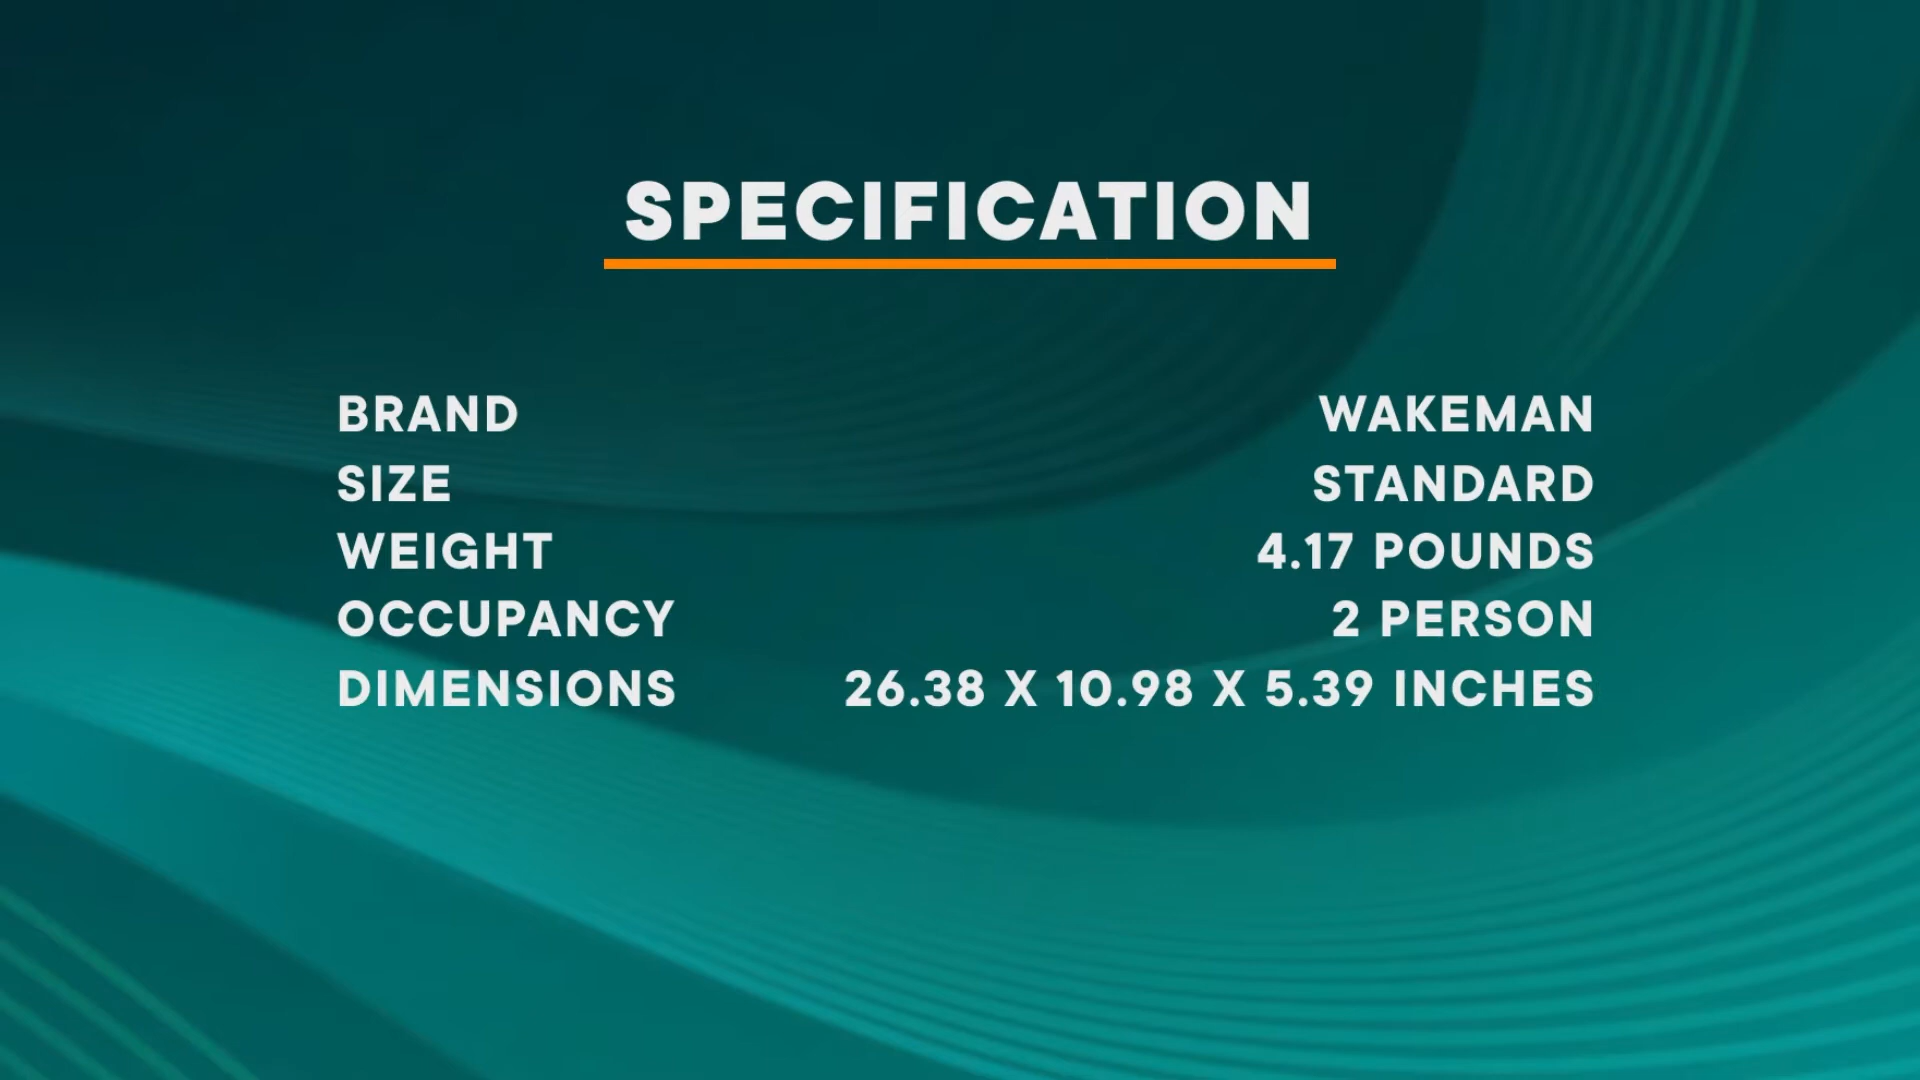 SPECIFICATION
BRAND WAKEMAN
SIZE STANDARD
WEIGHT 4.17 POUNDS
OCCUPANCY 2 PERSON
DIMENSIONS 26.38 X 10.98 X 5.39 INCHES